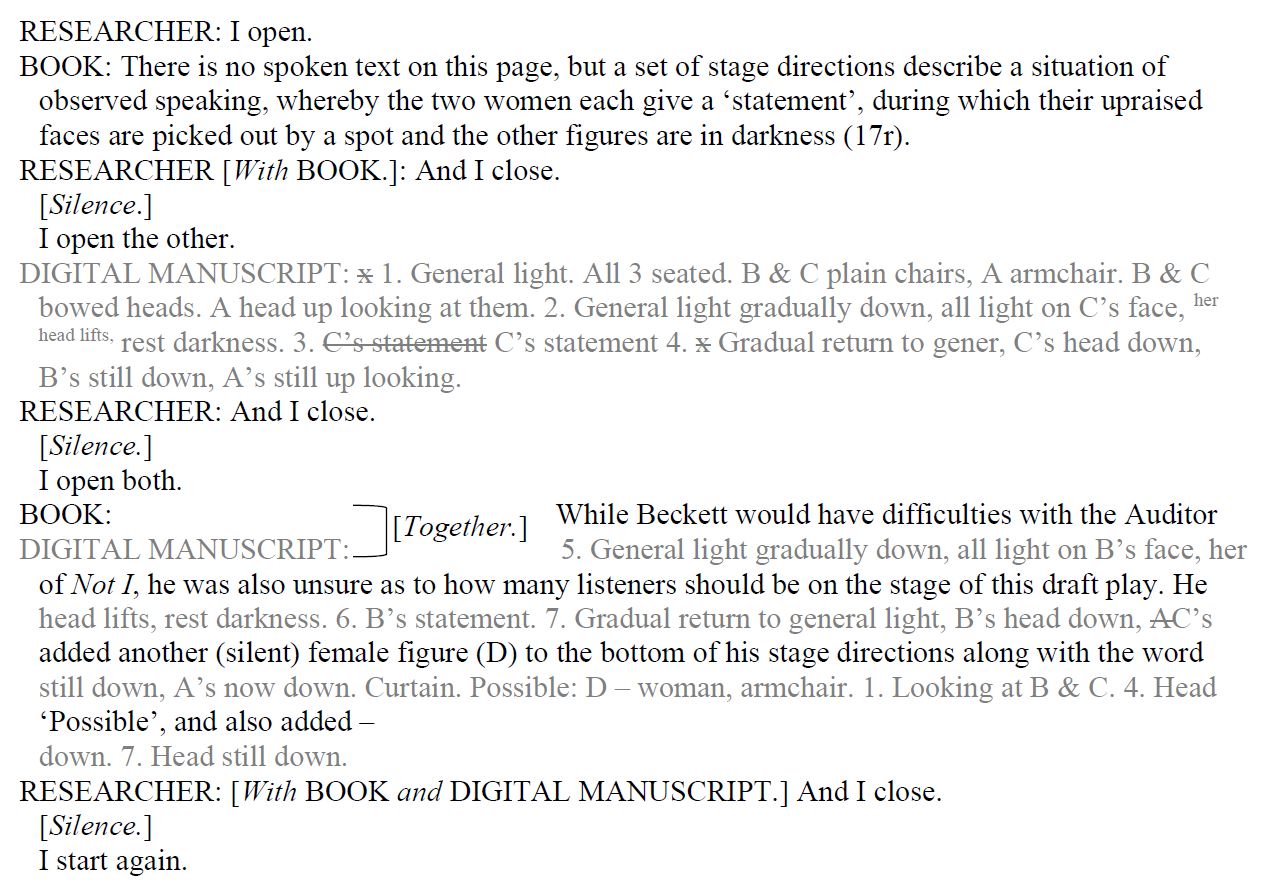 RESEARCHER: I open.
BOOK: There is no spoken text on this page, but a set of stage directions describe a situation of
observed speaking, whereby the two women each give a ‘statement’, during which their upraised
faces are picked out by a spot and the other figures are in darkness (17r).
RESEARCHER [With BOOK.]: And I close.
[Silence.]
I open the other.
DIGITAL MANUSCRIPT: x 1. General light. All 3 seated. B & C plain chairs, A armchair. B & C
bowed heads. A head up looking at them. 2. General light gradually down, all light on C’s face, her
head lifts, rest darkness. 3. C’s statement C’s statement 4. x Gradual return to gener, C’s head down,
B’s still down, A’s still up looking.
RESEARCHER: And I close.
[Silence.]
I open both.
BOOK: [Together.] While Beckett would have difficulties with the Auditor
DIGITAL MANUSCRIPT: 5. General light gradually down, all light on B’s face, her
of Not I, he was also unsure as to how many listeners should be on the stage of this draft play. He
head lifts, rest darkness. 6. B’s statement. 7. Gradual return to general light, B’s head down, AC’s
added another (silent) female figure (D) to the bottom of his stage directions along with the word
still down, A’s now down. Curtain. Possible: D – woman, armchair. 1. Looking at B & C. 4. Head
‘Possible’, and also added –
down. 7. Head still down.
RESEARCHER: [With BOOK and DIGITAL MANUSCRIPT.] And I close.
[Silence.]
I start again.